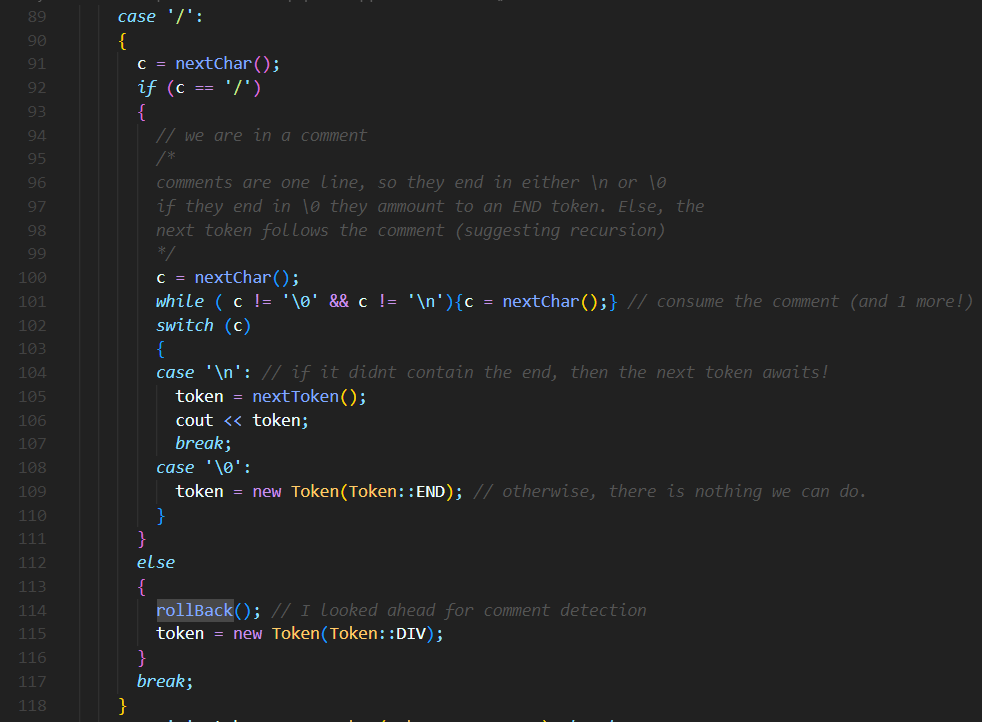 89 case '/':
90 {
91 c = nextChar();
92 if (c == '/')
93 {
94 // we are in a comment
95 /*
96 comments are one line, so they end in either \n or \0
97 if they end in \0 they ammount to an END token. Else, the
98 next token follows the comment (suggesting recursion)
99 */
100 c = nextChar();
101 while ( c != '\0' && c != '\n'){c = nextChar();} // consume the comment (and 1 more!)
102 switch (c)
103 {
104 case '\n': // if it didnt contain the end, then the next token awaits!
105 token = nextToken();
106 cout << token;
107 break;
108 case '\0':
109 token = new Token(Token::END); // otherwise, there is nothing we can do.
110 }
111 }
112 else
113 {
114 rollBack(); // I looked ahead for comment detection
115 token = new Token(Token::DIV);
116 }
117 break;
118 }